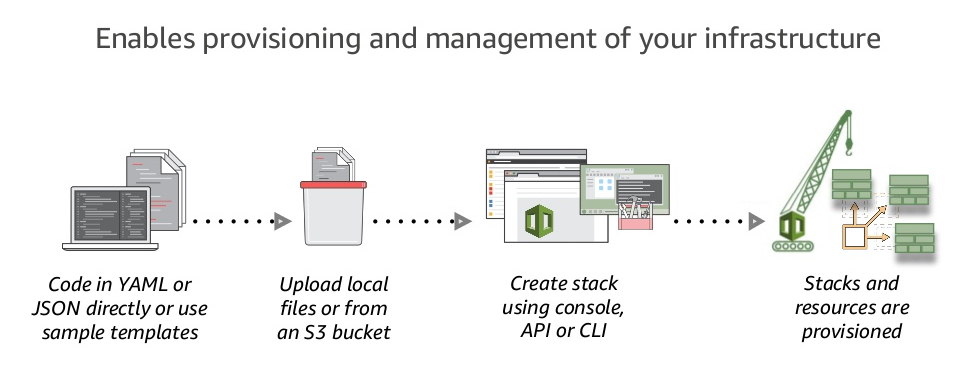 Enables provisioning and management of your infrastructure
Code in YAML or
JSON directly or use
sample templates
Upload local
files or from
an S3 bucket
Create stack
using console,
API or CLI
Stacks and
resources are
provisioned